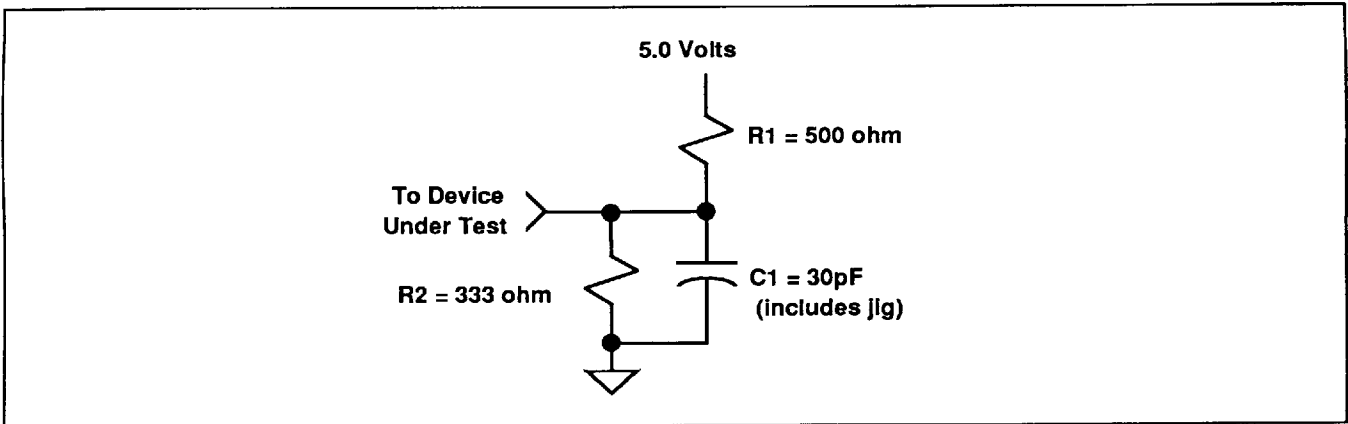 5.0 Volts
R1 = 500 ohm
To Device
Under Test
R2 = 333 ohm
C1 = 30pF
(includes jig)